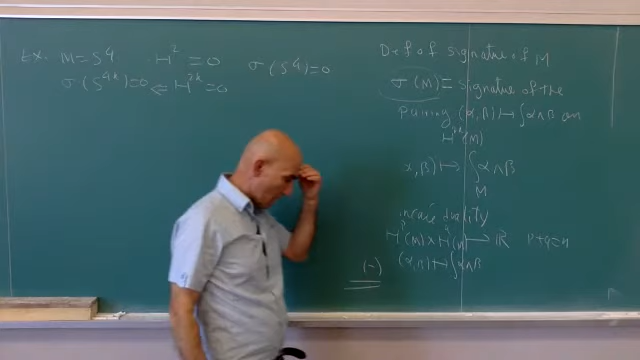 Ex. M = S⁴ H² = 0 σ(S⁴) = 0
σ(S⁴ᵏ) = 0 ⇐ H²ᵏ = 0
Def of signature of M
σ(M) = signature of the
pairing (α, β) ↦ ∫ α∧β on
H²ᵏ(M)
α, β) ↦ ∫ α∧β
M
duality
Hᵖ(M) × H (M) → ℝ p+q=n
(α, β) ↦ ∫ α∧β